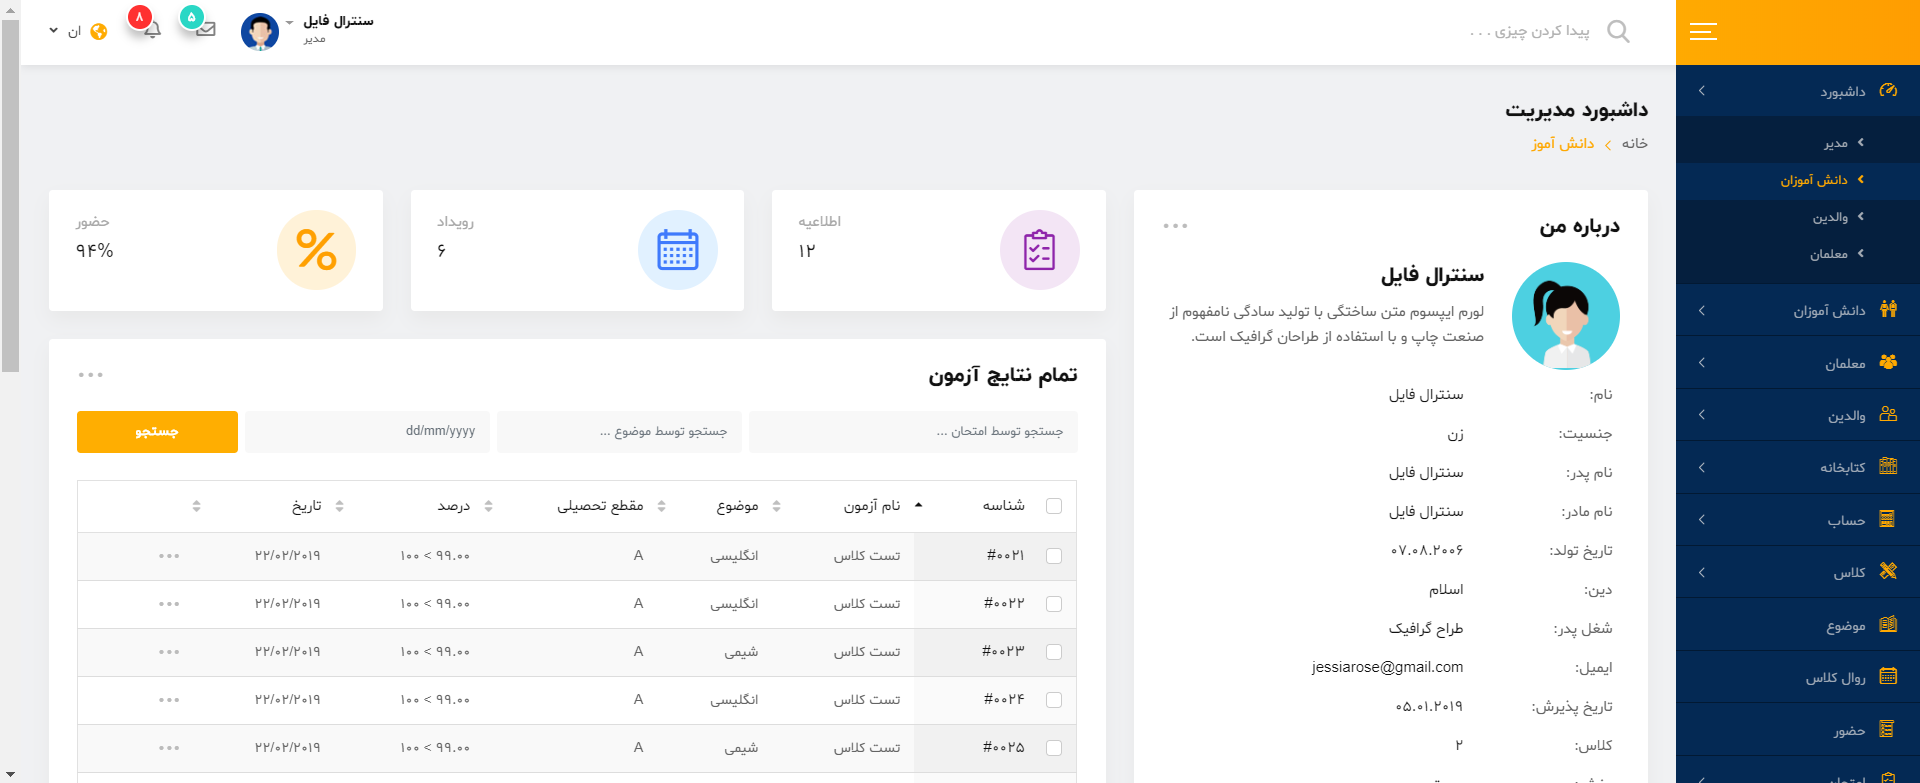 سنترال فایل
مدیر
۵
۸
ان
پیدا کردن چیزی . . .
داشبورد
مدیر
دانش آموزان
والدین
معلمان
دانش آموزان
معلمان
والدین
کتابخانه
حساب
کلاس
موضوع
روال کلاس
حضور
داشبورد مدیریت
خانه > دانش آموز
درباره من
سنترال فایل
لورم ایپسوم متن ساختگی با تولید سادگی نامفهوم از
صنعت چاپ و با استفاده از طراحان گرافیک است.
نام: سنترال فایل
جنسیت: زن
نام پدر: سنترال فایل
نام مادر: سنترال فایل
تاریخ تولد: ۰۷.۰۸.۲۰۰۶
دین: اسلام
شغل پدر: طراح گرافیک
ایمیل: jessiarose@gmail.com
تاریخ پذیرش: ۰۵.۰۱.۲۰۱۹
کلاس: ۲
اطلاعیه
۱۲
رویداد
۶
حضور
۹۴%
تمام نتایج آزمون
جستجو توسط امتحان ... جستجو توسط موضوع ... dd/mm/yyyy جستجو
شناسه نام آزمون موضوع مقطع تحصیلی درصد تاریخ
#۰۰۲۱ تست کلاس انگلیسی A ۹۹.۰۰ > ۱۰۰ ۲۲/۰۲/۲۰۱۹
#۰۰۲۲ تست کلاس انگلیسی A ۹۹.۰۰ > ۱۰۰ ۲۲/۰۲/۲۰۱۹
#۰۰۲۳ تست کلاس شیمی A ۹۹.۰۰ > ۱۰۰ ۲۲/۰۲/۲۰۱۹
#۰۰۲۴ تست کلاس انگلیسی A ۹۹.۰۰ > ۱۰۰ ۲۲/۰۲/۲۰۱۹
#۰۰۲۵ تست کلاس شیمی A ۹۹.۰۰ > ۱۰۰ ۲۲/۰۲/۲۰۱۹